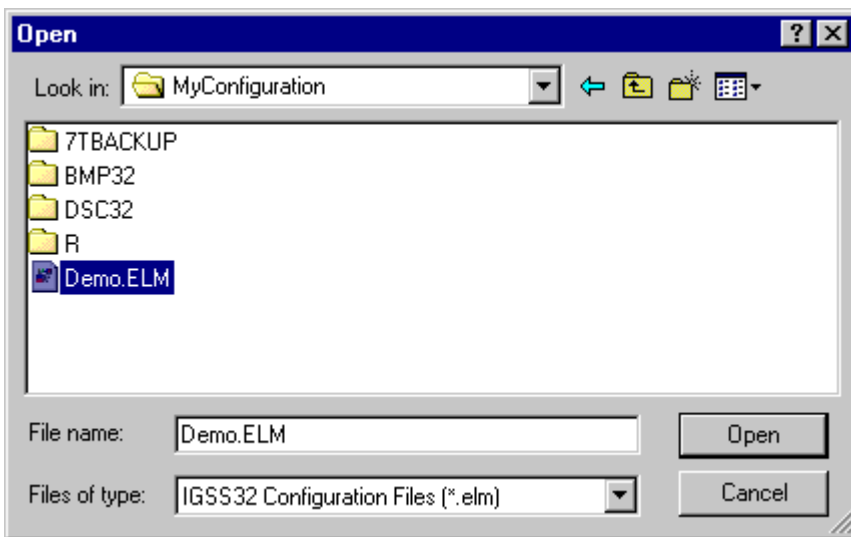 Open
Look in: MyConfiguration
7TBACKUP
BMP32
DSC32
R
Demo.ELM
File name: Demo.ELM Open
Files of type: IGSS32 Configuration Files (*.elm) Cancel